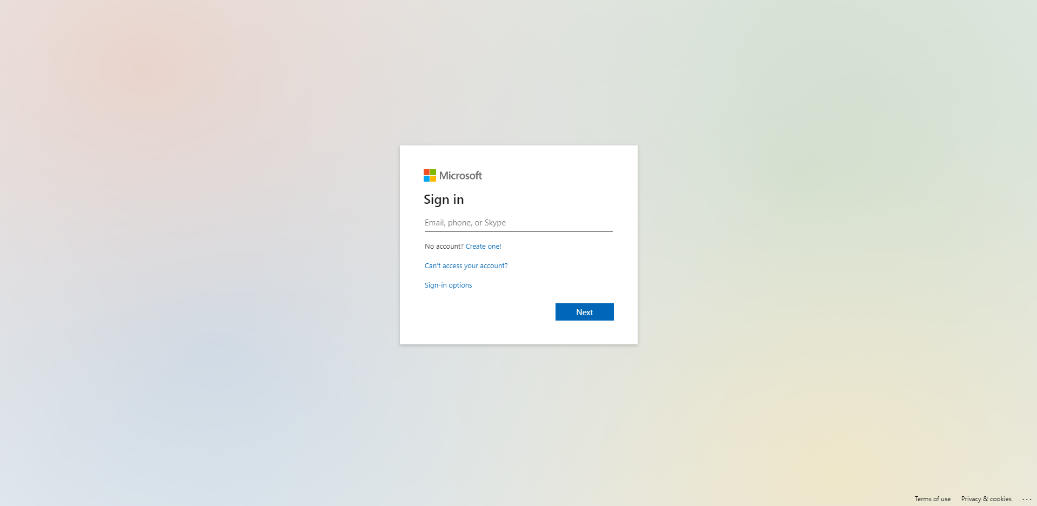 Microsoft
Sign in
Email, phone, or Skype
No account? Create one!
Can't access your account?
Sign-in options
Next
Terms of use Privacy & cookies ...